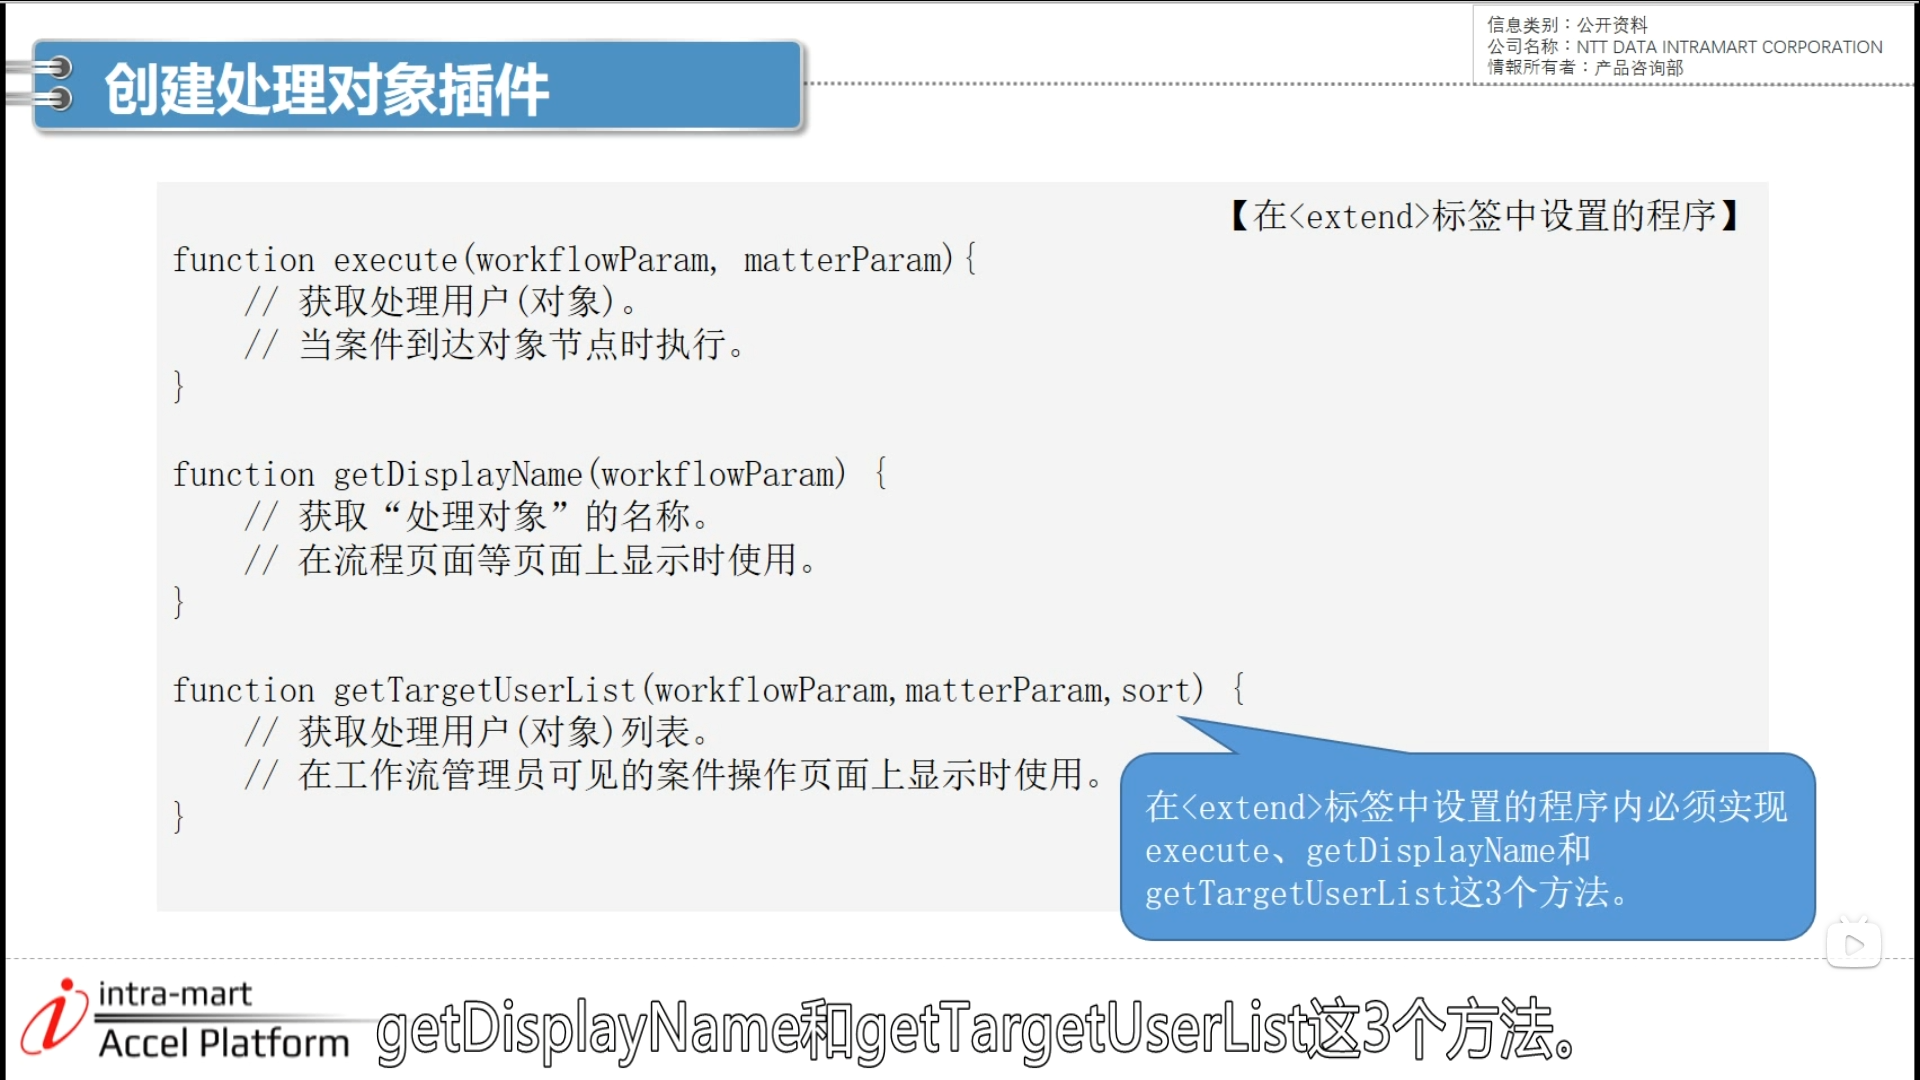 信息类别：公开资料
公司名称：NTT DATA INTRAMART CORPORATION
情報所有者：产品咨询部
创建处理对象插件
【在<extend>标签中设置的程序】
function execute(workflowParam, matterParam){
// 获取处理用户(对象)。
// 当案件到达对象节点时执行。
}
function getDisplayName(workflowParam) {
// 获取“处理对象”的名称。
// 在流程页面等页面上显示时使用。
}
function getTargetUserList(workflowParam,matterParam,sort) {
// 获取处理用户(对象)列表。
// 在工作流管理员可见的案件操作页面上显示时使用。
}
在<extend>标签中设置的程序内必须实现
execute、getDisplayName和
getTargetUserList这3个方法。
intra-mart
Accel Platform
getDisplayName和getTargetUserList这3个方法。